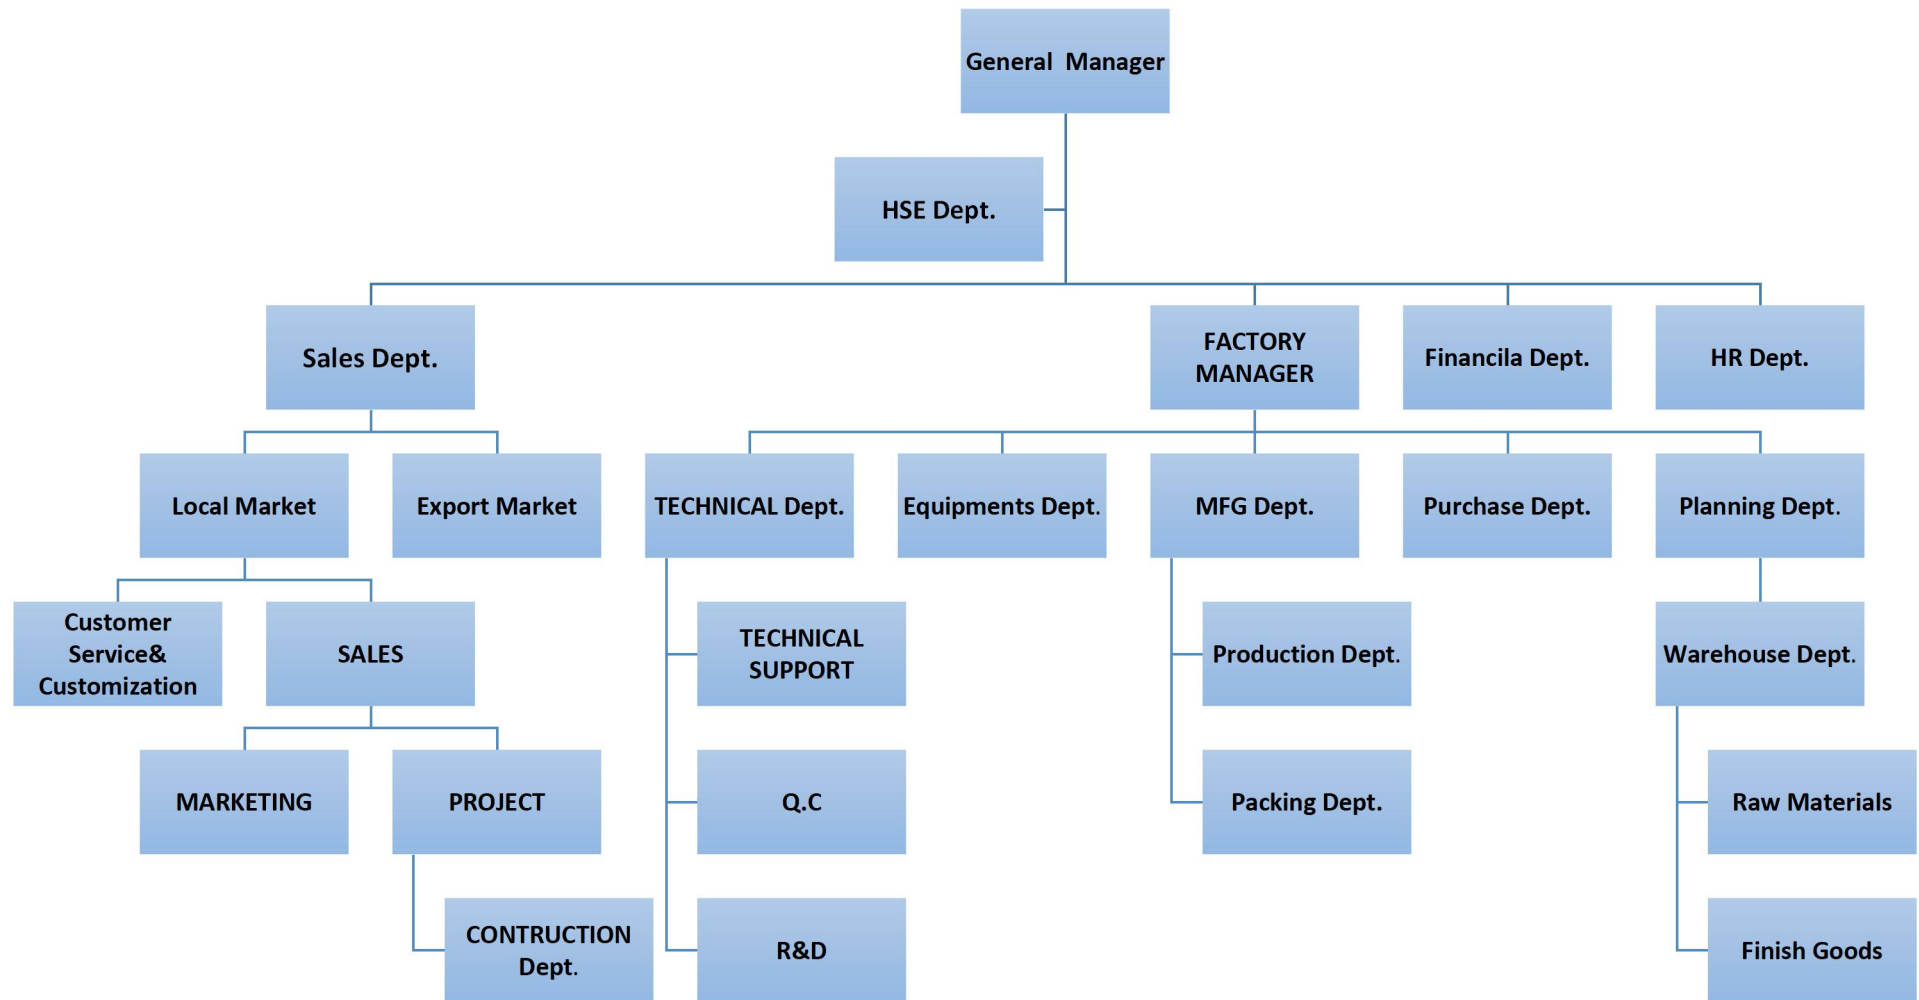 General  Manager
HSE Dept.
Sales Dept.
FACTORY
MANAGER
Financila Dept.
HR Dept.
Local Market
Export Market
TECHNICAL Dept.
Equipments Dept.
MFG Dept.
Purchase Dept.
Planning Dept.
Customer
Service&
Customization
SALES
TECHNICAL
SUPPORT
Production Dept.
Warehouse Dept.
MARKETING
PROJECT
Q.C
Packing Dept.
Raw Materials
CONTRUCTION
Dept.
R&D
Finish Goods